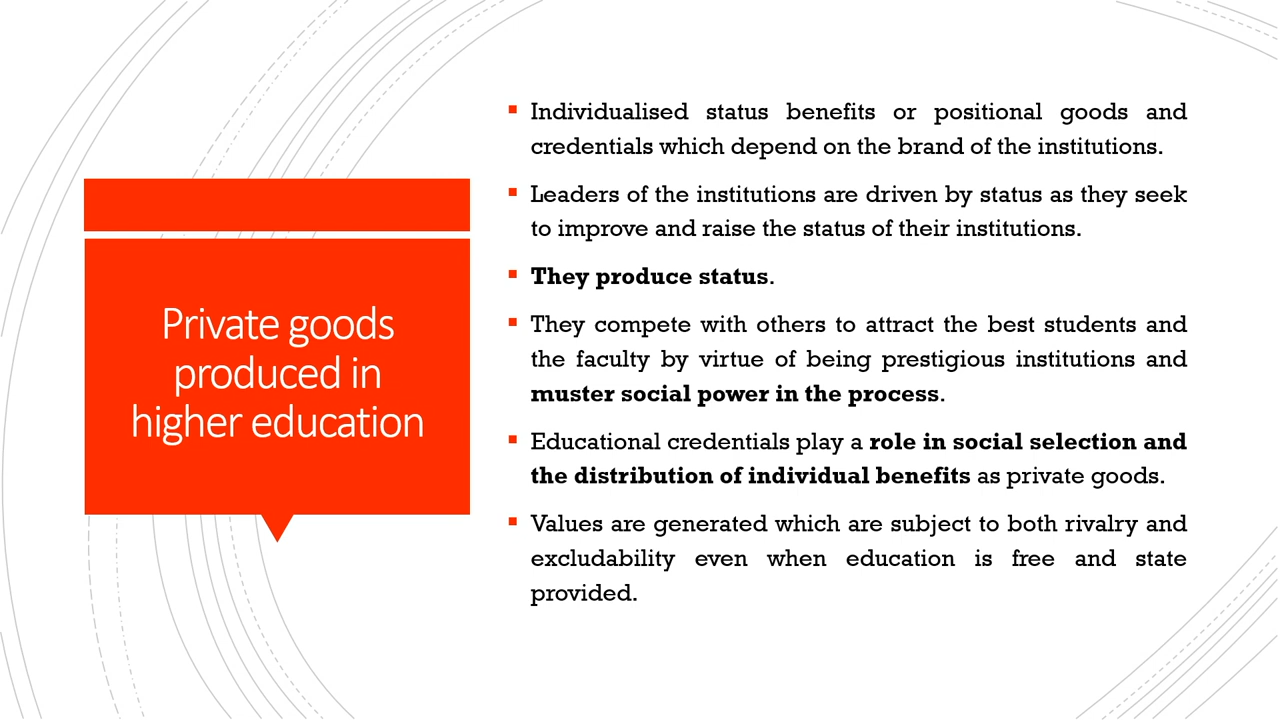 Private goods
produced in
higher education
Individualised status benefits or positional goods and
credentials which depend on the brand of the institutions.
Leaders of the institutions are driven by status as they seek
to improve and raise the status of their institutions.
They produce status.
They compete with others to attract the best students and
the faculty by virtue of being prestigious institutions and
muster social power in the process.
Educational credentials play a role in social selection and
the distribution of individual benefits as private goods.
Values are generated which are subject to both rivalry and
excludability even when education is free and state
provided.